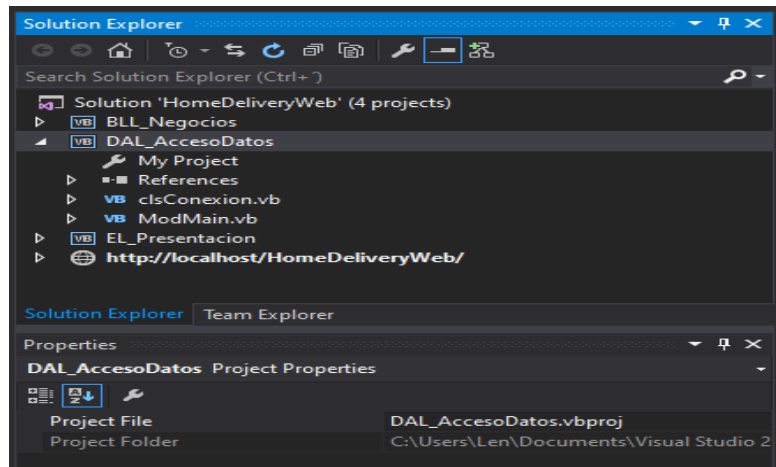 Solution Explorer
Search Solution Explorer (Ctrl+¨)
Solution 'HomeDeliveryWeb' (4 projects)
VB BLL_Negocios
VB DAL_AccesoDatos
My Project
References
VB clsConexion.vb
VB ModMain.vb
VB EL_Presentacion
http://localhost/HomeDeliveryWeb/
Solution Explorer Team Explorer
Properties
DAL_AccesoDatos Project Properties
Project File DAL_AccesoDatos.vbproj
Project Folder C:\Users\Len\Documents\Visual Studio 2